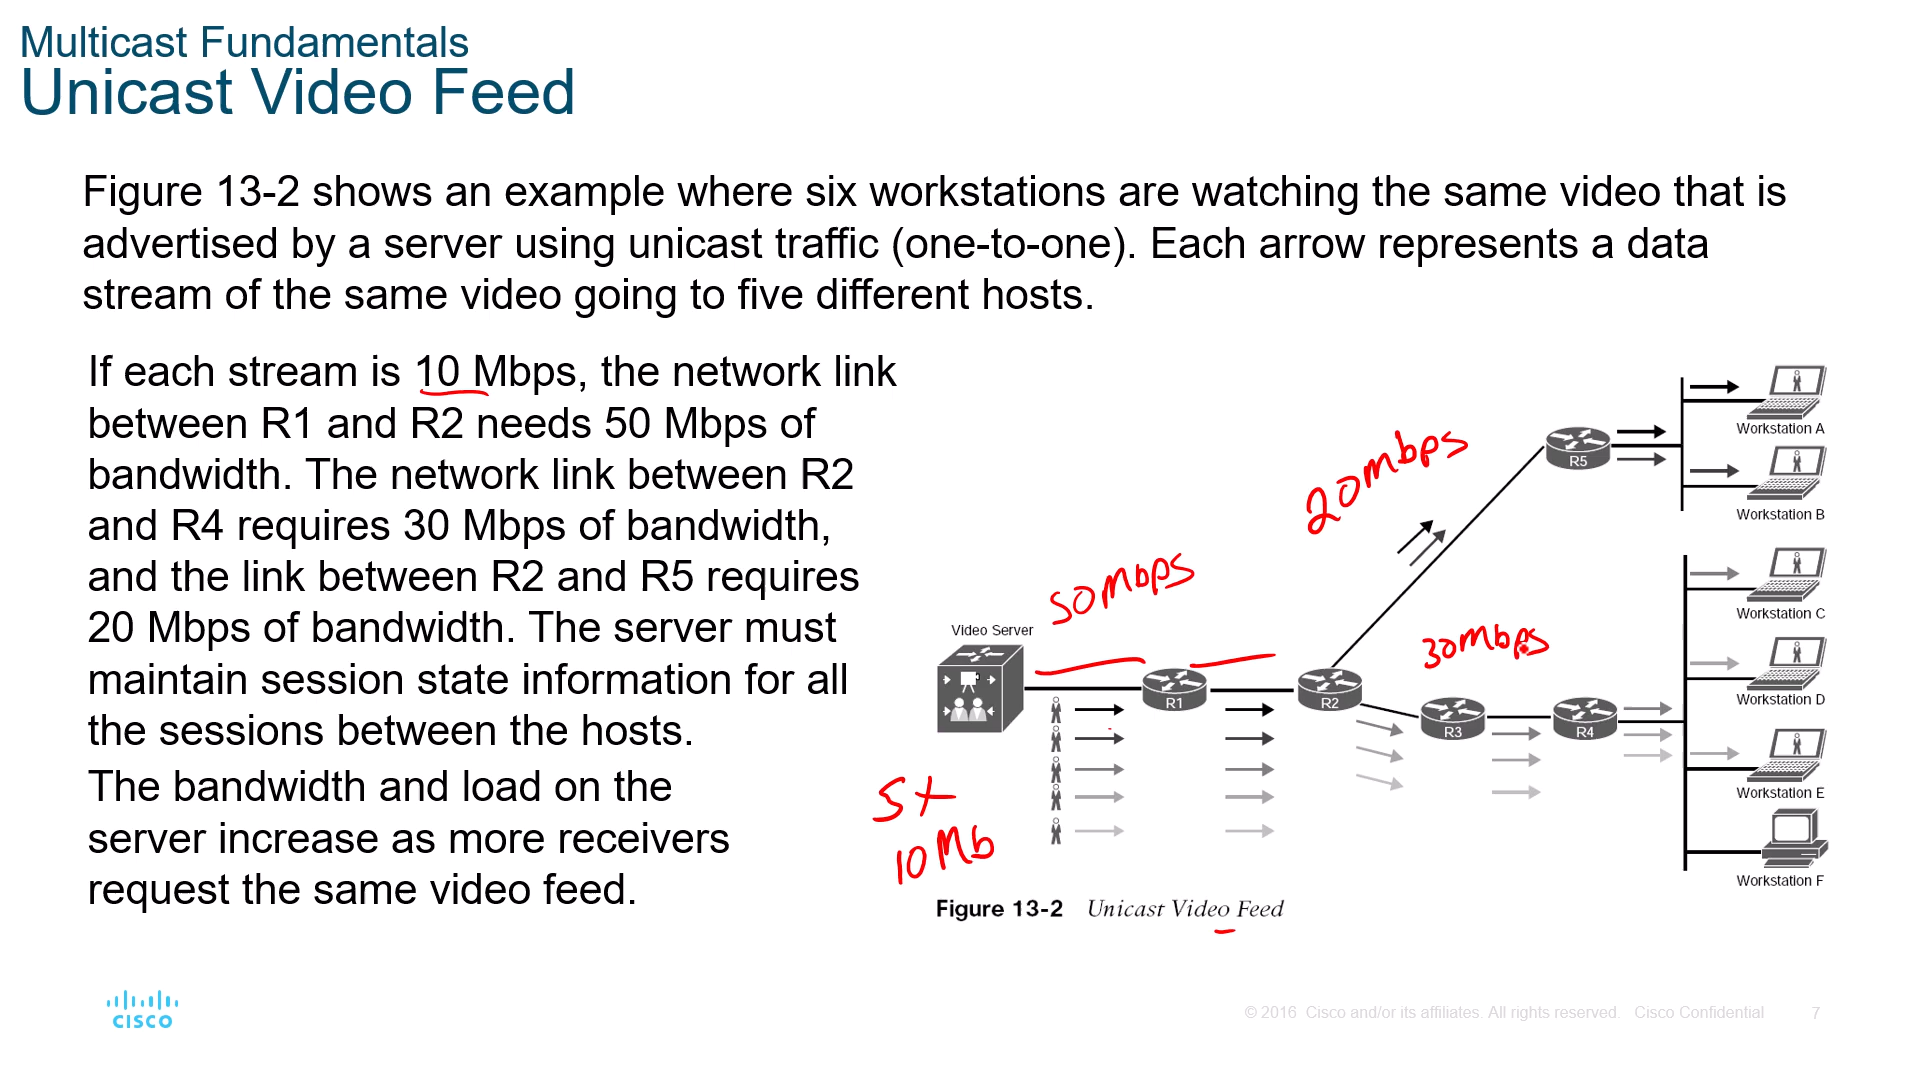 Multicast Fundamentals
Unicast Video Feed
Figure 13-2 shows an example where six workstations are watching the same video that is
advertised by a server using unicast traffic (one-to-one). Each arrow represents a data
stream of the same video going to five different hosts.
If each stream is 10 Mbps, the network link
between R1 and R2 needs 50 Mbps of
bandwidth. The network link between R2
and R4 requires 30 Mbps of bandwidth,
and the link between R2 and R5 requires
20 Mbps of bandwidth. The server must
maintain session state information for all
the sessions between the hosts.
The bandwidth and load on the
server increase as more receivers
request the same video feed.
Workstation A
20mbps
R5
Workstation B
50mbps
Workstation C
Video Server
30mbps
R1
R2
R3
R4
Workstation D
5x
10Mb
Workstation E
Workstation F
Figure 13-2 Unicast Video Feed
CISCO
© 2016 Cisco and/or its affiliates. All rights reserved. Cisco Confidential
7